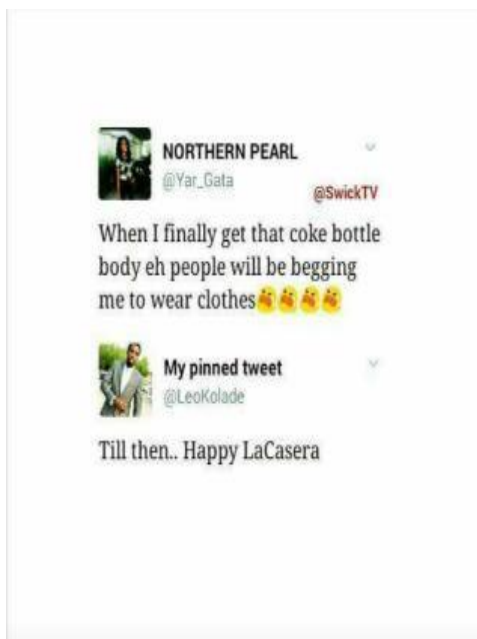 NORTHERN PEARL
@Yar_Gata
@SwickTV
When I finally get that coke bottle
body eh people will be begging
me to wear clothes
My pinned tweet
@LeoKolade
Till then.. Happy LaCasera